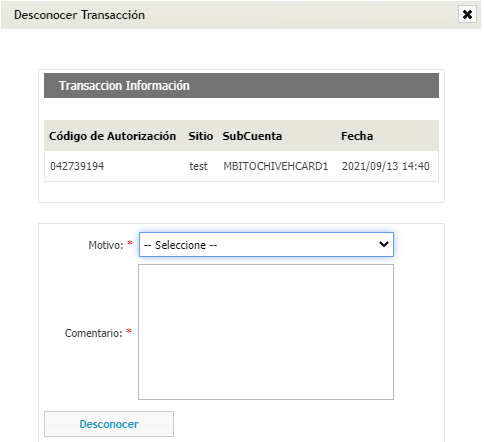 Desconocer Transacción
Transaccion Información
Código de Autorización Sitio SubCuenta Fecha
042739194 test MBITOCHIVEHCARD1 2021/09/13 14:40
Motivo: * -- Seleccione --
Comentario: *
Desconocer